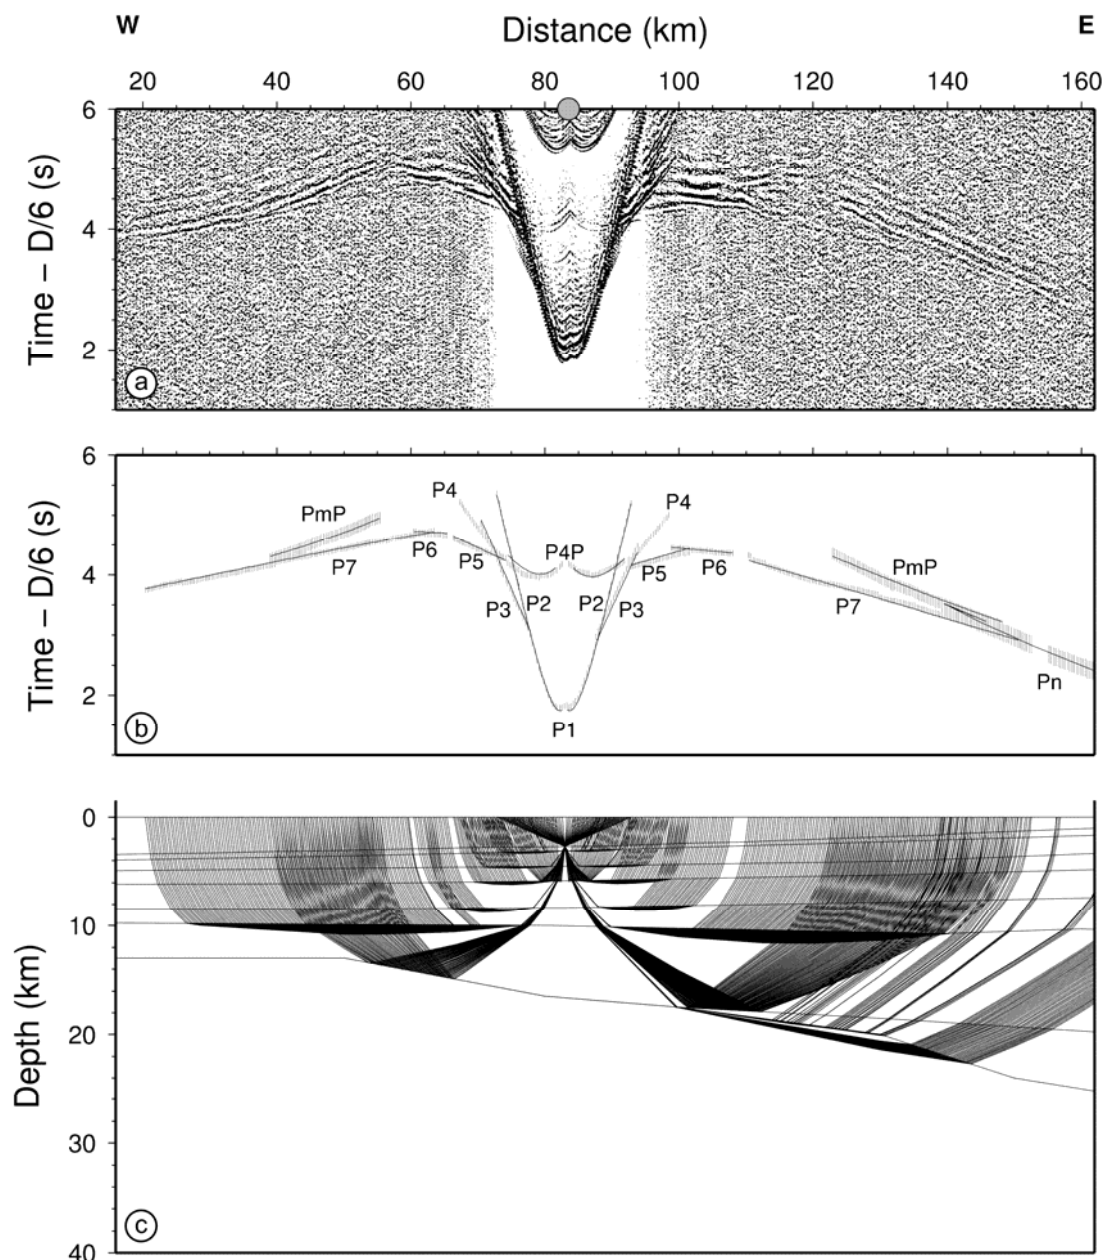 W Distance (km) E
20 40 60 80 100 120 140 160
6
4
2
Time – D/6 (s)
a
6
4
2
Time – D/6 (s)
P4 P4
PmP P6 P4P P6 PmP
P7 P5 P5 P7
P3 P2 P2 P3
Pn
P1
b
0
10
20
30
40
Depth (km)
c